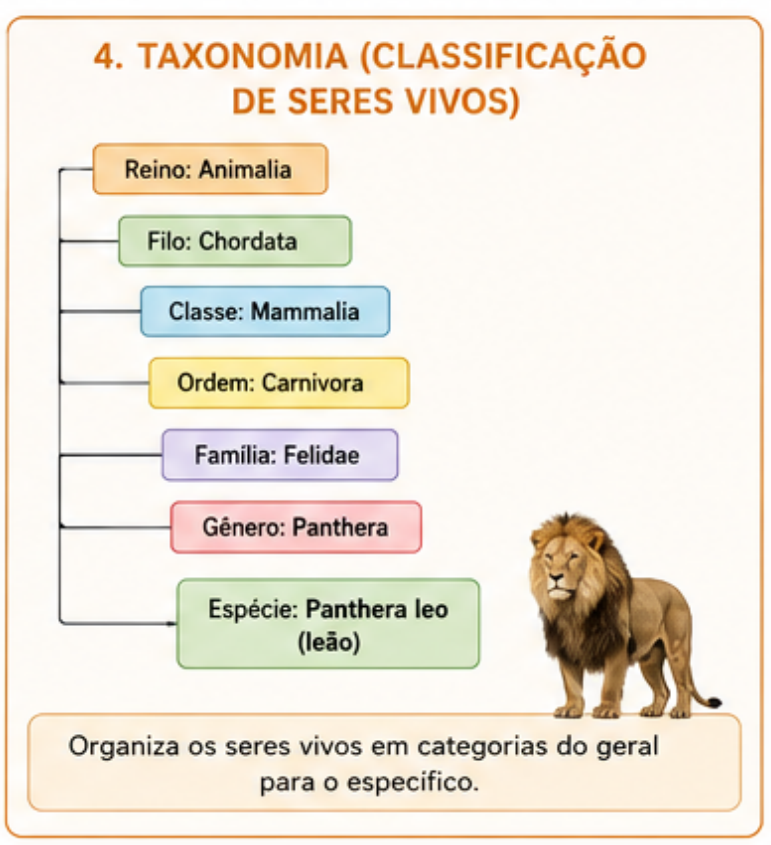 4. TAXONOMIA (CLASSIFICAÇÃO
DE SERES VIVOS)
Reino: Animalia
Filo: Chordata
Classe: Mammalia
Ordem: Carnivora
Família: Felidae
Gênero: Panthera
Espécie: Panthera leo
(leão)
Organiza os seres vivos em categorias do geral
para o específico.